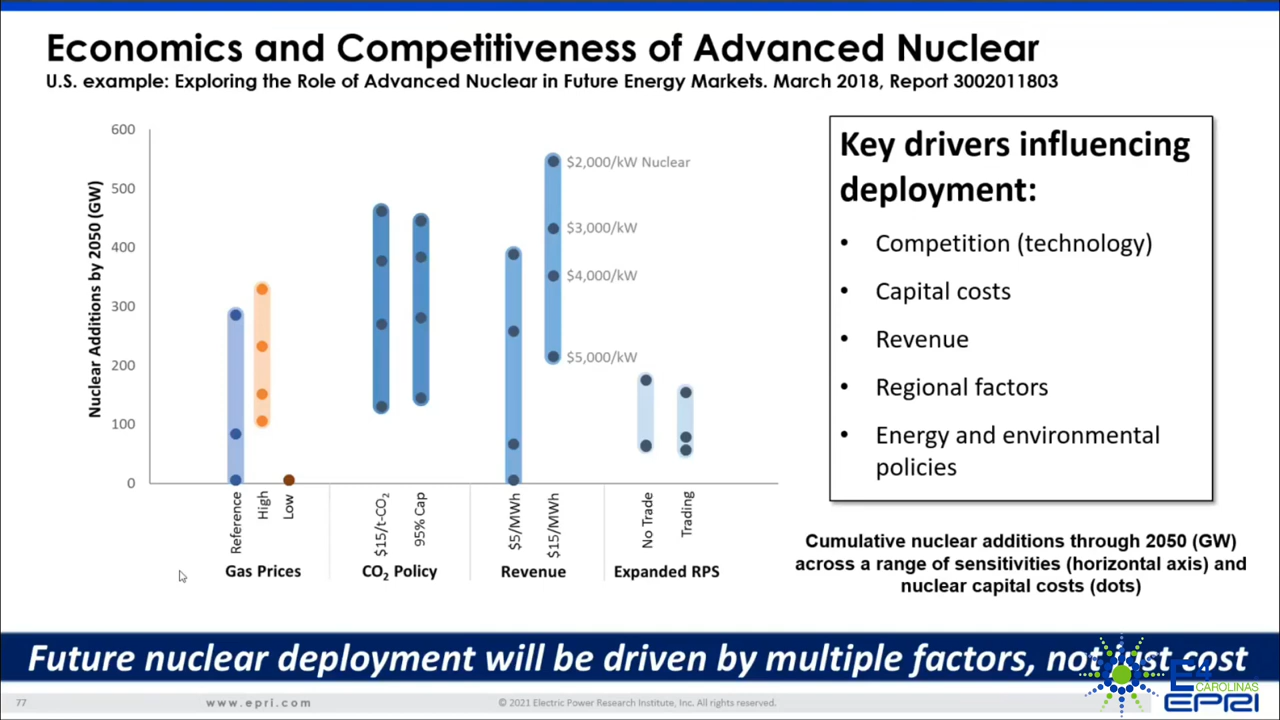 Economics and Competitiveness of Advanced Nuclear
U.S. example: Exploring the Role of Advanced Nuclear in Future Energy Markets. March 2018, Report 3002011803
Nuclear Additions by 2050 (GW)
600
500
400
300
200
100
0
$2,000/kW Nuclear
$3,000/kW
$4,000/kW
$5,000/kW
Reference
High
Low
$15/t-CO₂
95% Cap
$5/MWh
$15/MWh
No Trade
Trading
Gas Prices
CO₂ Policy
Revenue
Expanded RPS
Key drivers influencing
deployment:
• Competition (technology)
• Capital costs
• Revenue
• Regional factors
• Energy and environmental
policies
Cumulative nuclear additions through 2050 (GW)
across a range of sensitivities (horizontal axis) and
nuclear capital costs (dots)
Future nuclear deployment will be driven by multiple factors, not just cost
77
www.epri.com
© 2021 Electric Power Research Institute, Inc. All rights reserved.
E4
CAROLINAS
EPRI